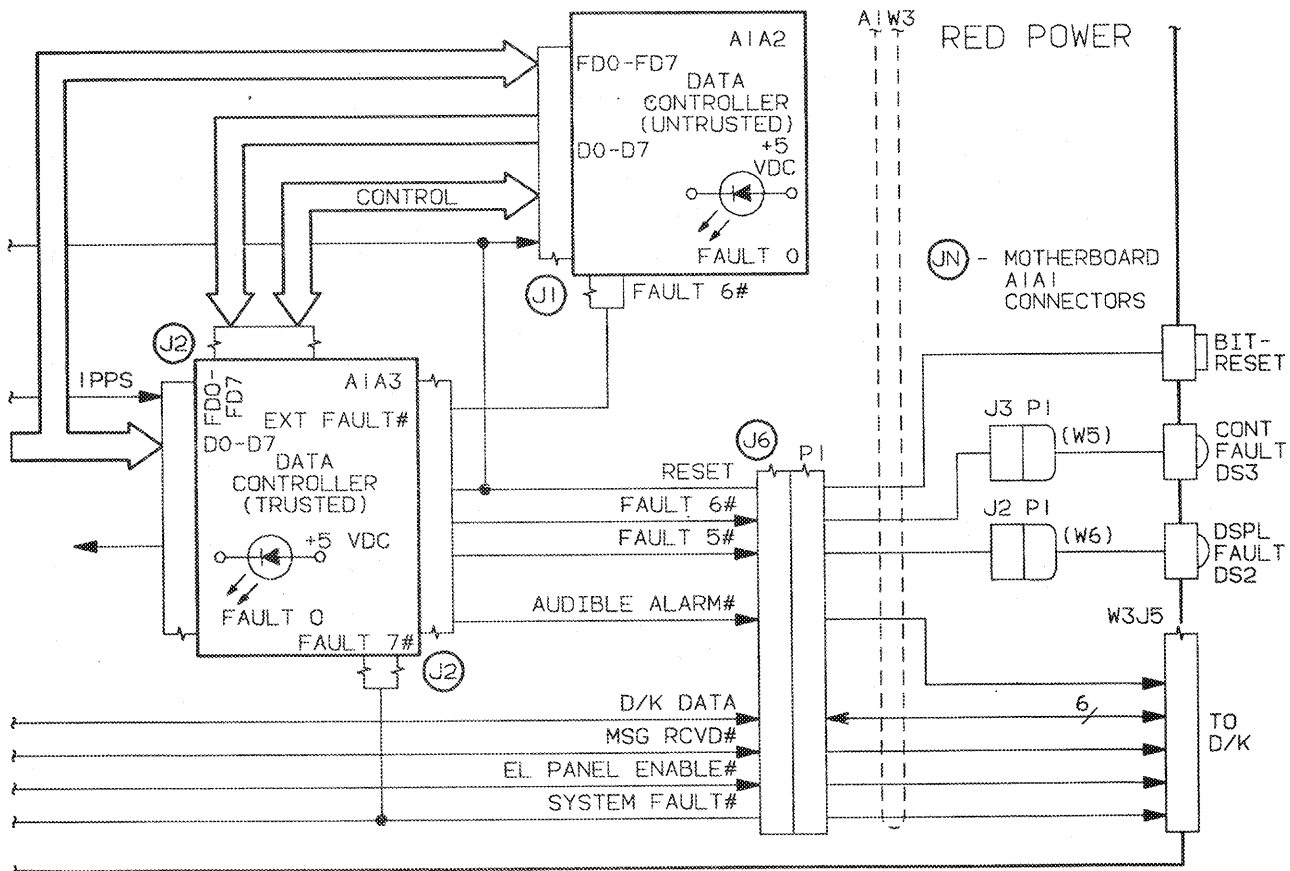 A1W3
RED POWER
A1A2
FD0-FD7
DATA
CONTROLLER
(UNTRUSTED)
D0-D7
+5
VDC
CONTROL
FAULT 0
J1
FAULT 6#
JN - MOTHERBOARD
A1A1
CONNECTORS
J2
BIT-
RESET
1PPS
FD0-
FD7
A1A3
EXT FAULT#
D0-D7
DATA
CONTROLLER
(TRUSTED)
+5 VDC
FAULT 0
FAULT 7#
J2
J6
P1
RESET
FAULT 6#
FAULT 5#
AUDIBLE ALARM#
J3 P1
(W5)
CONT
FAULT
DS3
J2 P1
(W6)
DSPL
FAULT
DS2
W3J5
D/K DATA
MSG RCVD#
EL PANEL ENABLE#
SYSTEM FAULT#
6/
TO
D/K